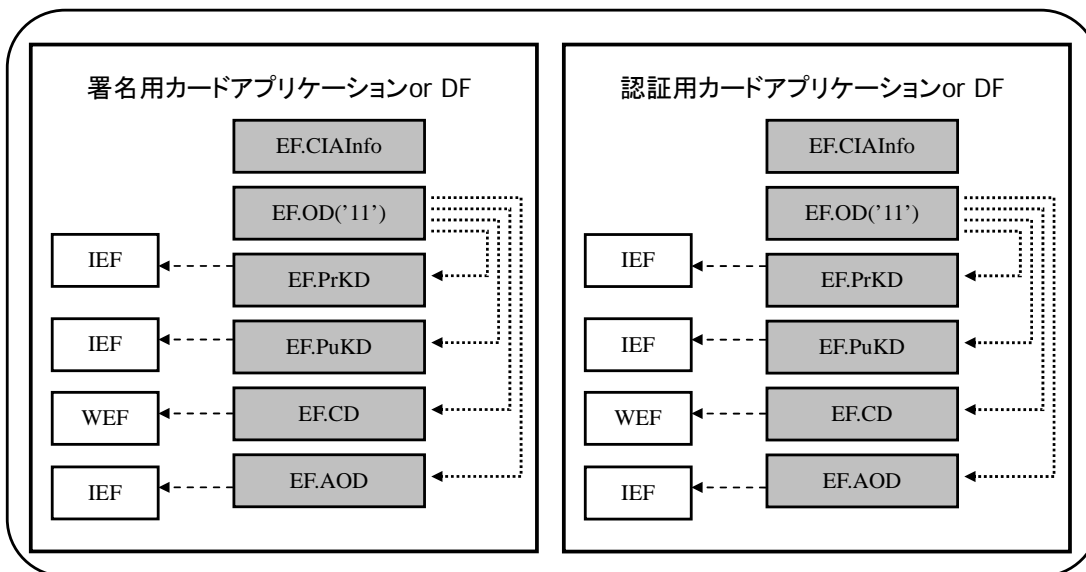 署名用カードアプリケーションor DF
EF.CIAInfo
EF.OD('11')
IEF
EF.PrKD
IEF
EF.PuKD
WEF
EF.CD
IEF
EF.AOD
認証用カードアプリケーションor DF
EF.CIAInfo
EF.OD('11')
IEF
EF.PrKD
IEF
EF.PuKD
WEF
EF.CD
IEF
EF.AOD